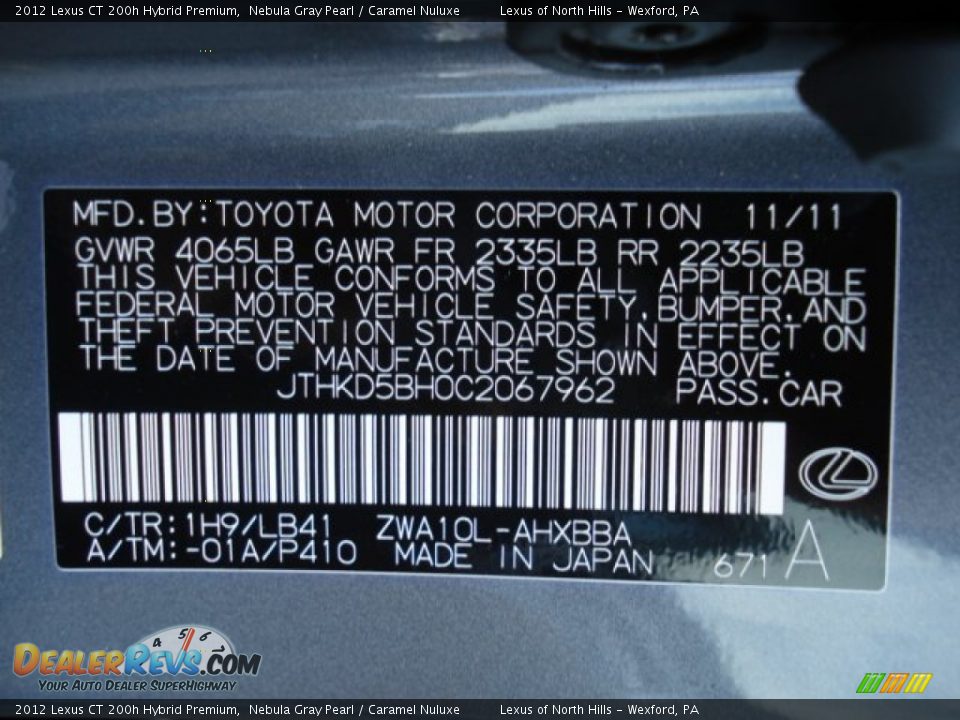 2012 Lexus CT 200h Hybrid Premium, Nebula Gray Pearl / Caramel Nuluxe Lexus of North Hills - Wexford, PA
MFD.BY:TOYOTA MOTOR CORPORATION 11/11
GVWR 4065LB GAWR FR 2335LB RR 2235LB
THIS VEHICLE CONFORMS TO ALL APPLICABLE
FEDERAL MOTOR VEHICLE SAFETY,BUMPER,AND
THEFT PREVENTION STANDARDS IN EFFECT ON
THE DATE OF MANUFACTURE SHOWN ABOVE.
JTHKD5BH0C2067962 PASS.CAR
C/TR:1H9/LB41 ZWA10L-AHXBBA
A/TM:-01A/P410 MADE IN JAPAN 671 A
4 5 6
DEALERREVS.COM
YOUR AUTO DEALER SUPERHIGHWAY
2012 Lexus CT 200h Hybrid Premium, Nebula Gray Pearl / Caramel Nuluxe Lexus of North Hills - Wexford, PA